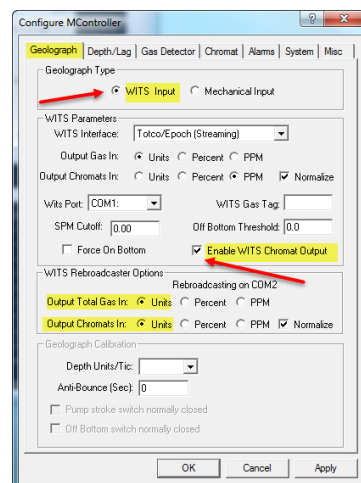 Configure MController
Geolograph Depth/Lag Gas Detector Chromat Alarms System Misc
Geolograph Type
WITS Input Mechanical Input
WITS Parameters
WITS Interface: Totco/Epoch (Streaming)
Output Gas In: Units Percent PPM
Output Chromats In: Units Percent PPM Normalize
Wits Port: COM1: WITS Gas Tag:
SPM Cutoff: 0.00 Off Bottom Threshold: 0.0
Force On Bottom Enable WITS Chromat Output
WITS Rebroadcaster Options
Rebroadcasting on COM2
Output Total Gas In: Units Percent PPM
Output Chromats In: Units Percent PPM Normalize
Geolograph Calibration
Depth Units/Tic:
Anti-Bounce (Sec): 0
Pump stroke switch normally closed
Off Bottom switch normally closed
OK Cancel Apply